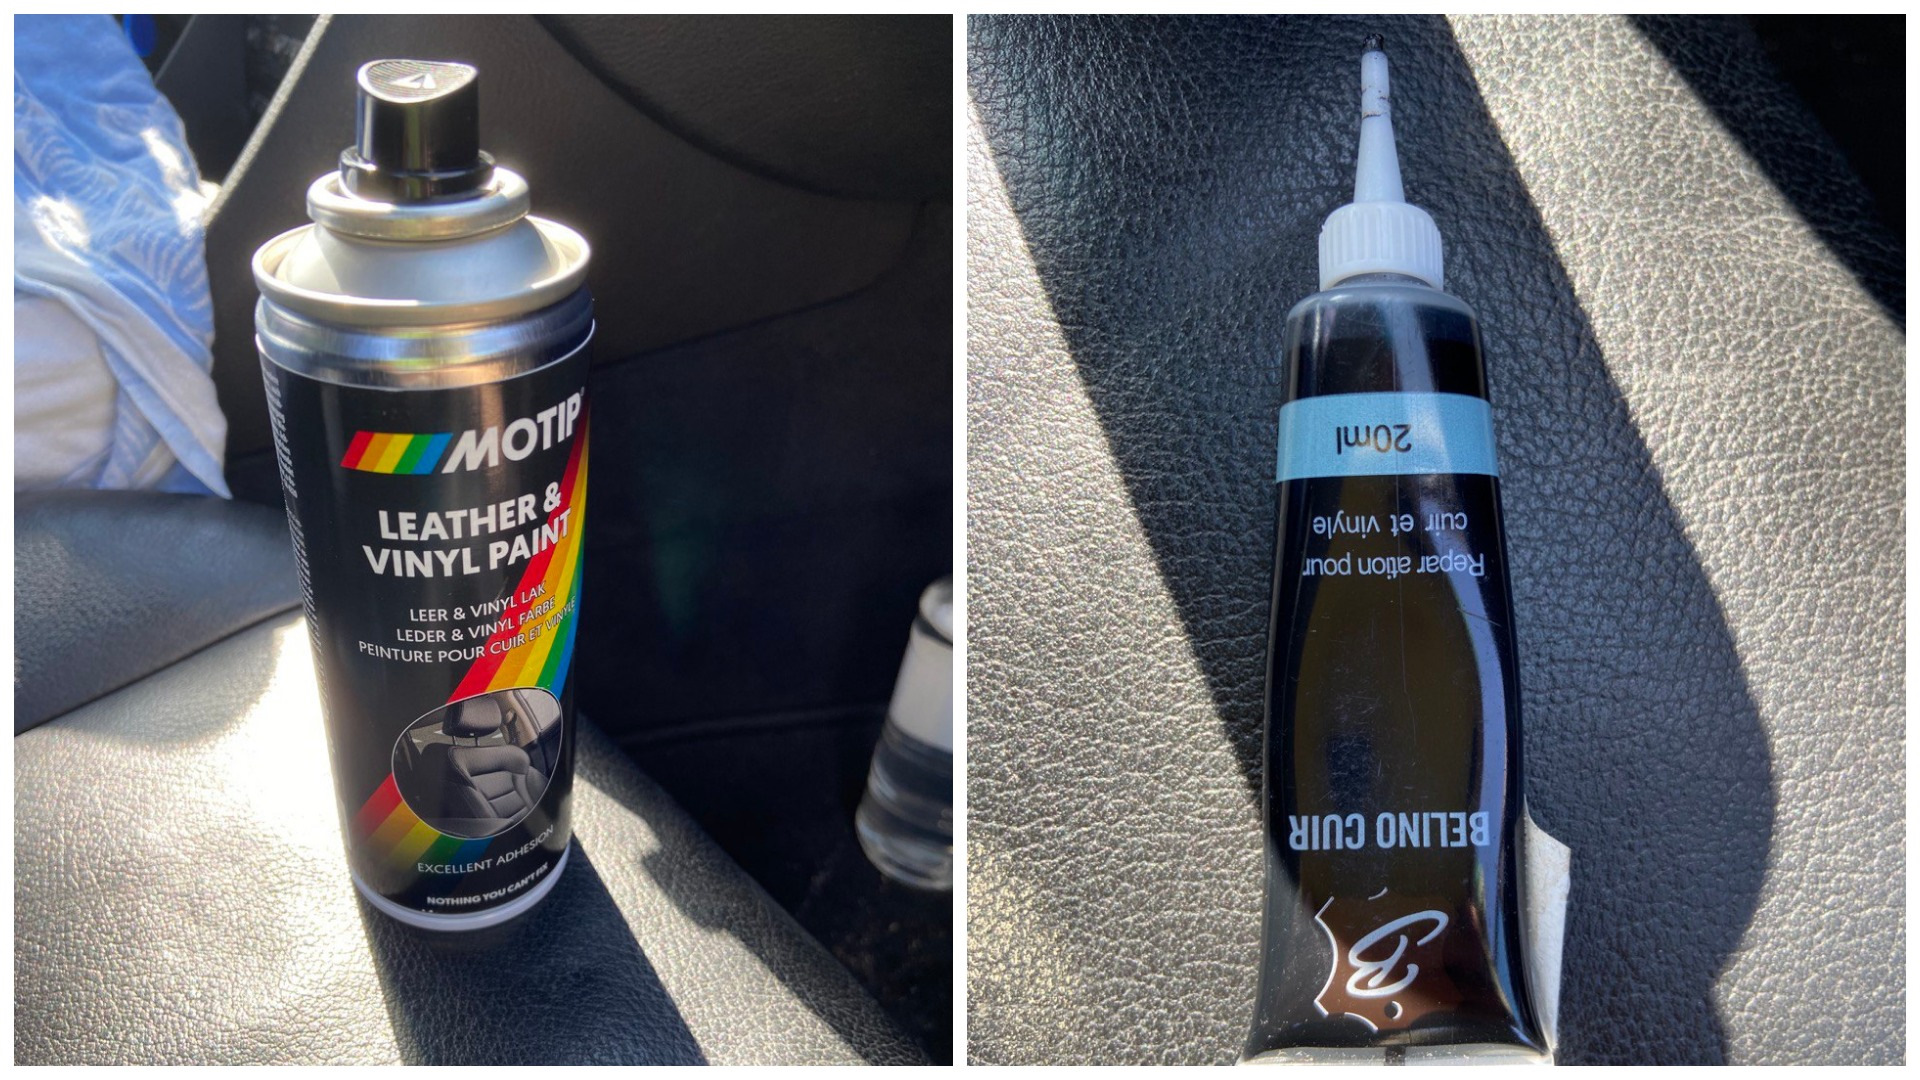 MOTIP
LEATHER &
VINYL PAINT
LEER & VINYL LAK
LEDER & VINYL FARBE
PEINTURE POUR CUIR ET VINYLE
EXCELLENT ADHESION
NOTHING YOU CAN'T FIX
B
BELINO CUIR
Repar ation pour
cuir et vinyle
20ml